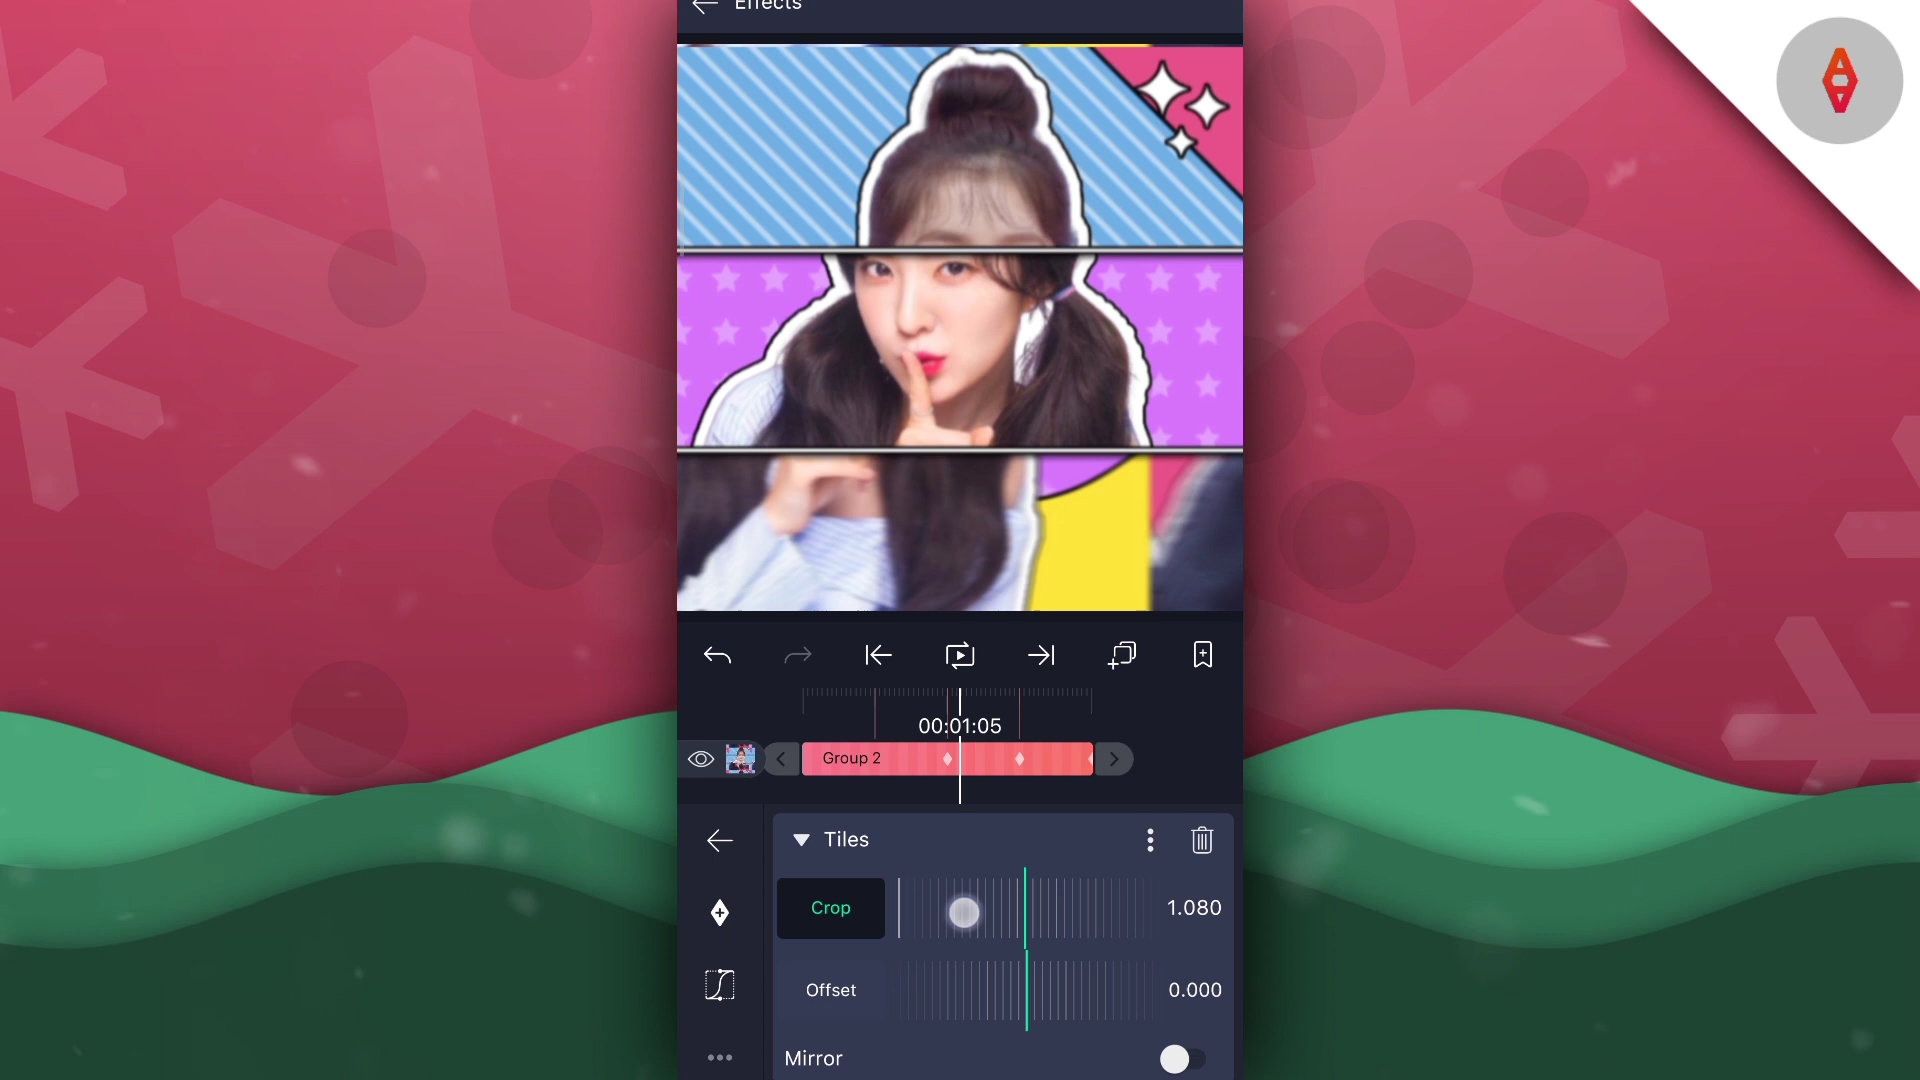 Effects
00:01:05
Group 2
Tiles
Crop
1.080
Offset
0.000
Mirror